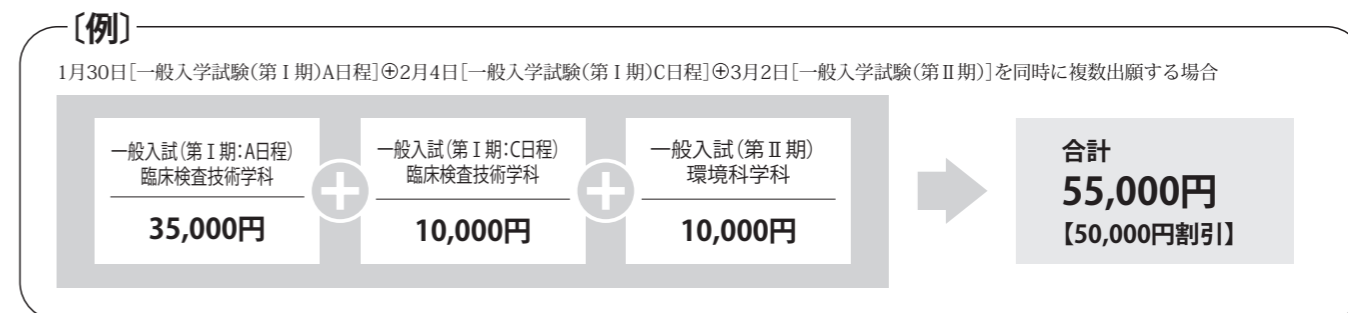 〔例〕
1月30日[一般入学試験(第Ⅰ期)A日程]⊕2月4日[一般入学試験(第Ⅰ期)C日程]⊕3月2日[一般入学試験(第Ⅱ期)]を同時に複数出願する場合
一般入試(第Ⅰ期:A日程)
臨床検査技術学科
35,000円
+
一般入試(第Ⅰ期:C日程)
臨床検査技術学科
10,000円
+
一般入試(第Ⅱ期)
環境科学科
10,000円
合計
55,000円
【50,000円割引】